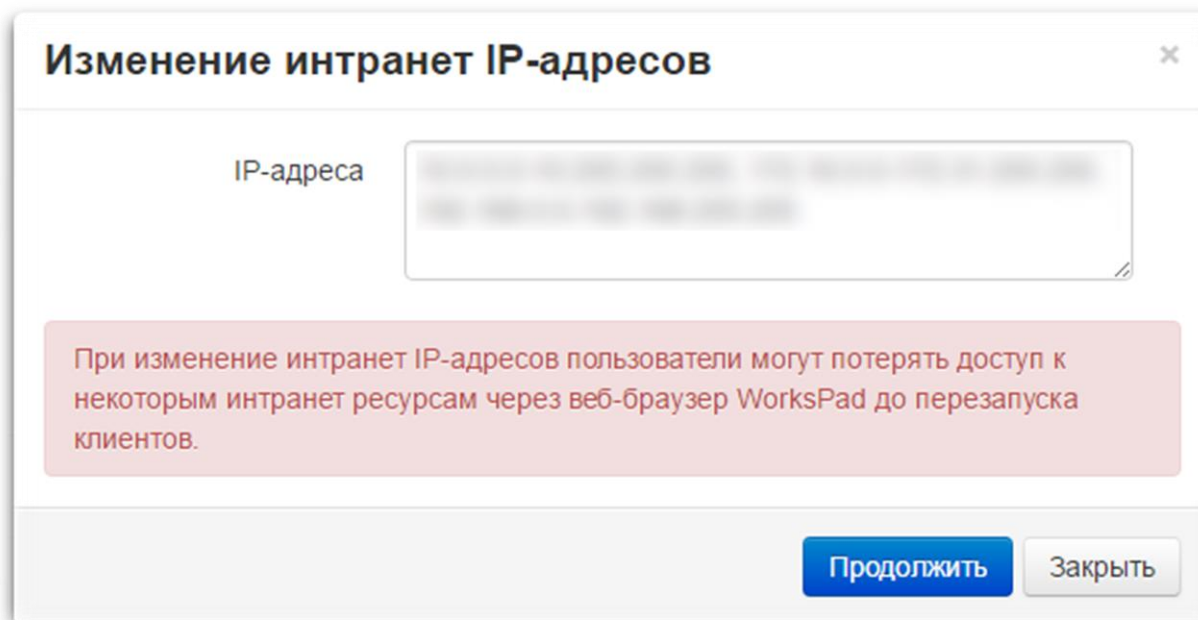 Изменение интранет IP-адресов
×
IP-адреса
При изменение интранет IP-адресов пользователи могут потерять доступ к
некоторым интранет ресурсам через веб-браузер WorksPad до перезапуска
клиентов.
Продолжить Закрыть